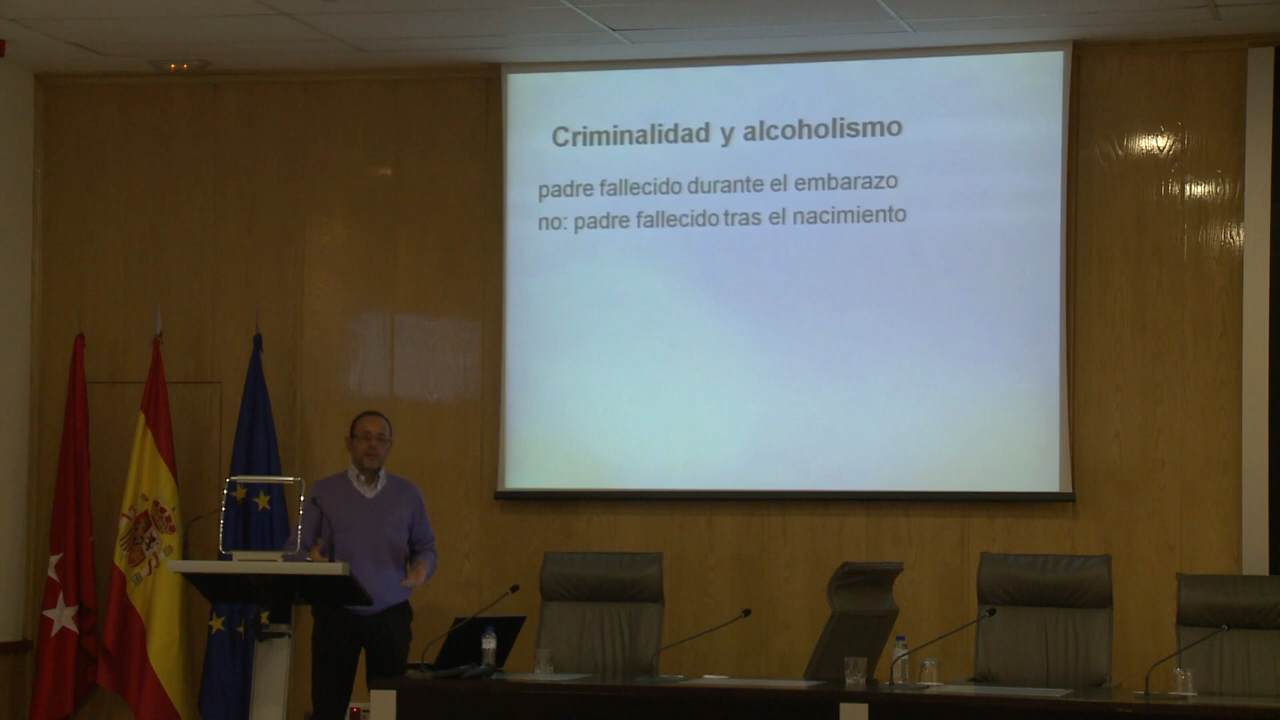 Criminalidad y alcoholismo
padre fallecido durante el embarazo
no: padre fallecido tras el nacimiento